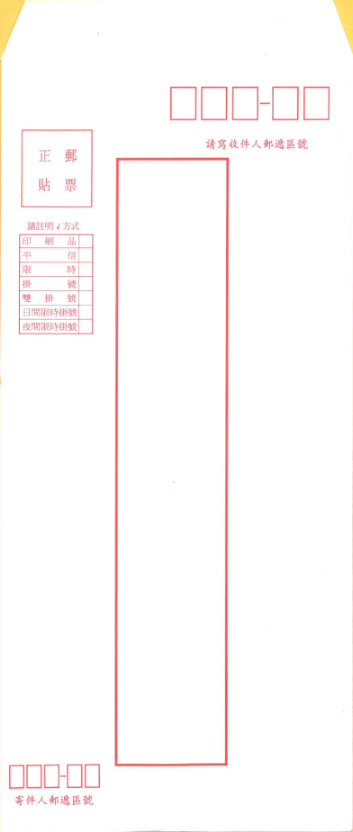 請寫收件人郵遞區號
郵票
正貼
請註明✓方式
印刷品
平信
限時
掛號
雙掛號
日間限時掛號
夜間限時掛號
寄件人郵遞區號